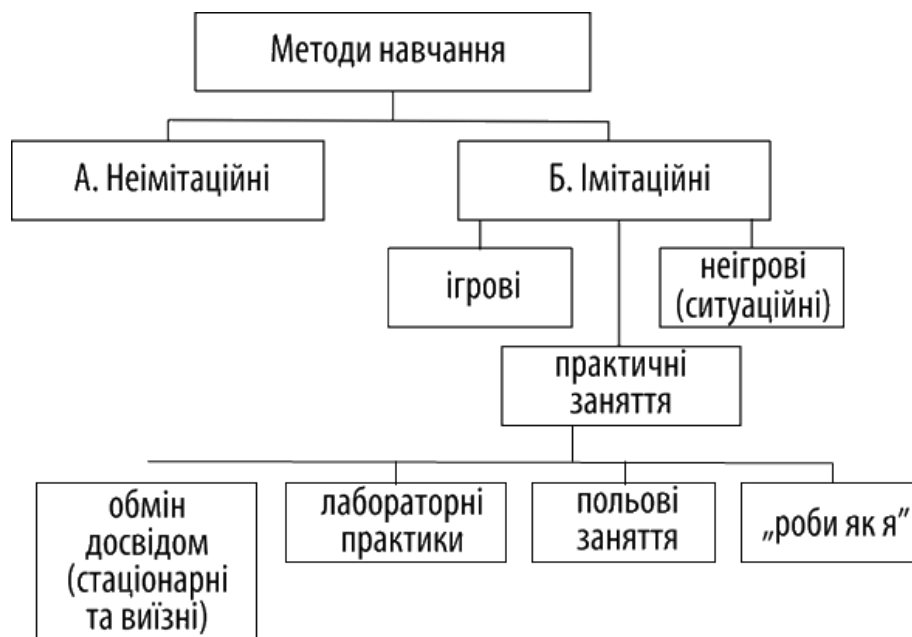 Методи навчання
А. Неімітаційні
Б. Імітаційні
ігрові
неігрові
(ситуаційні)
практичні
заняття
обмін
досвідом
(стаціонарні
та виїзні)
лабораторні
практики
польові
заняття
„роби як я”